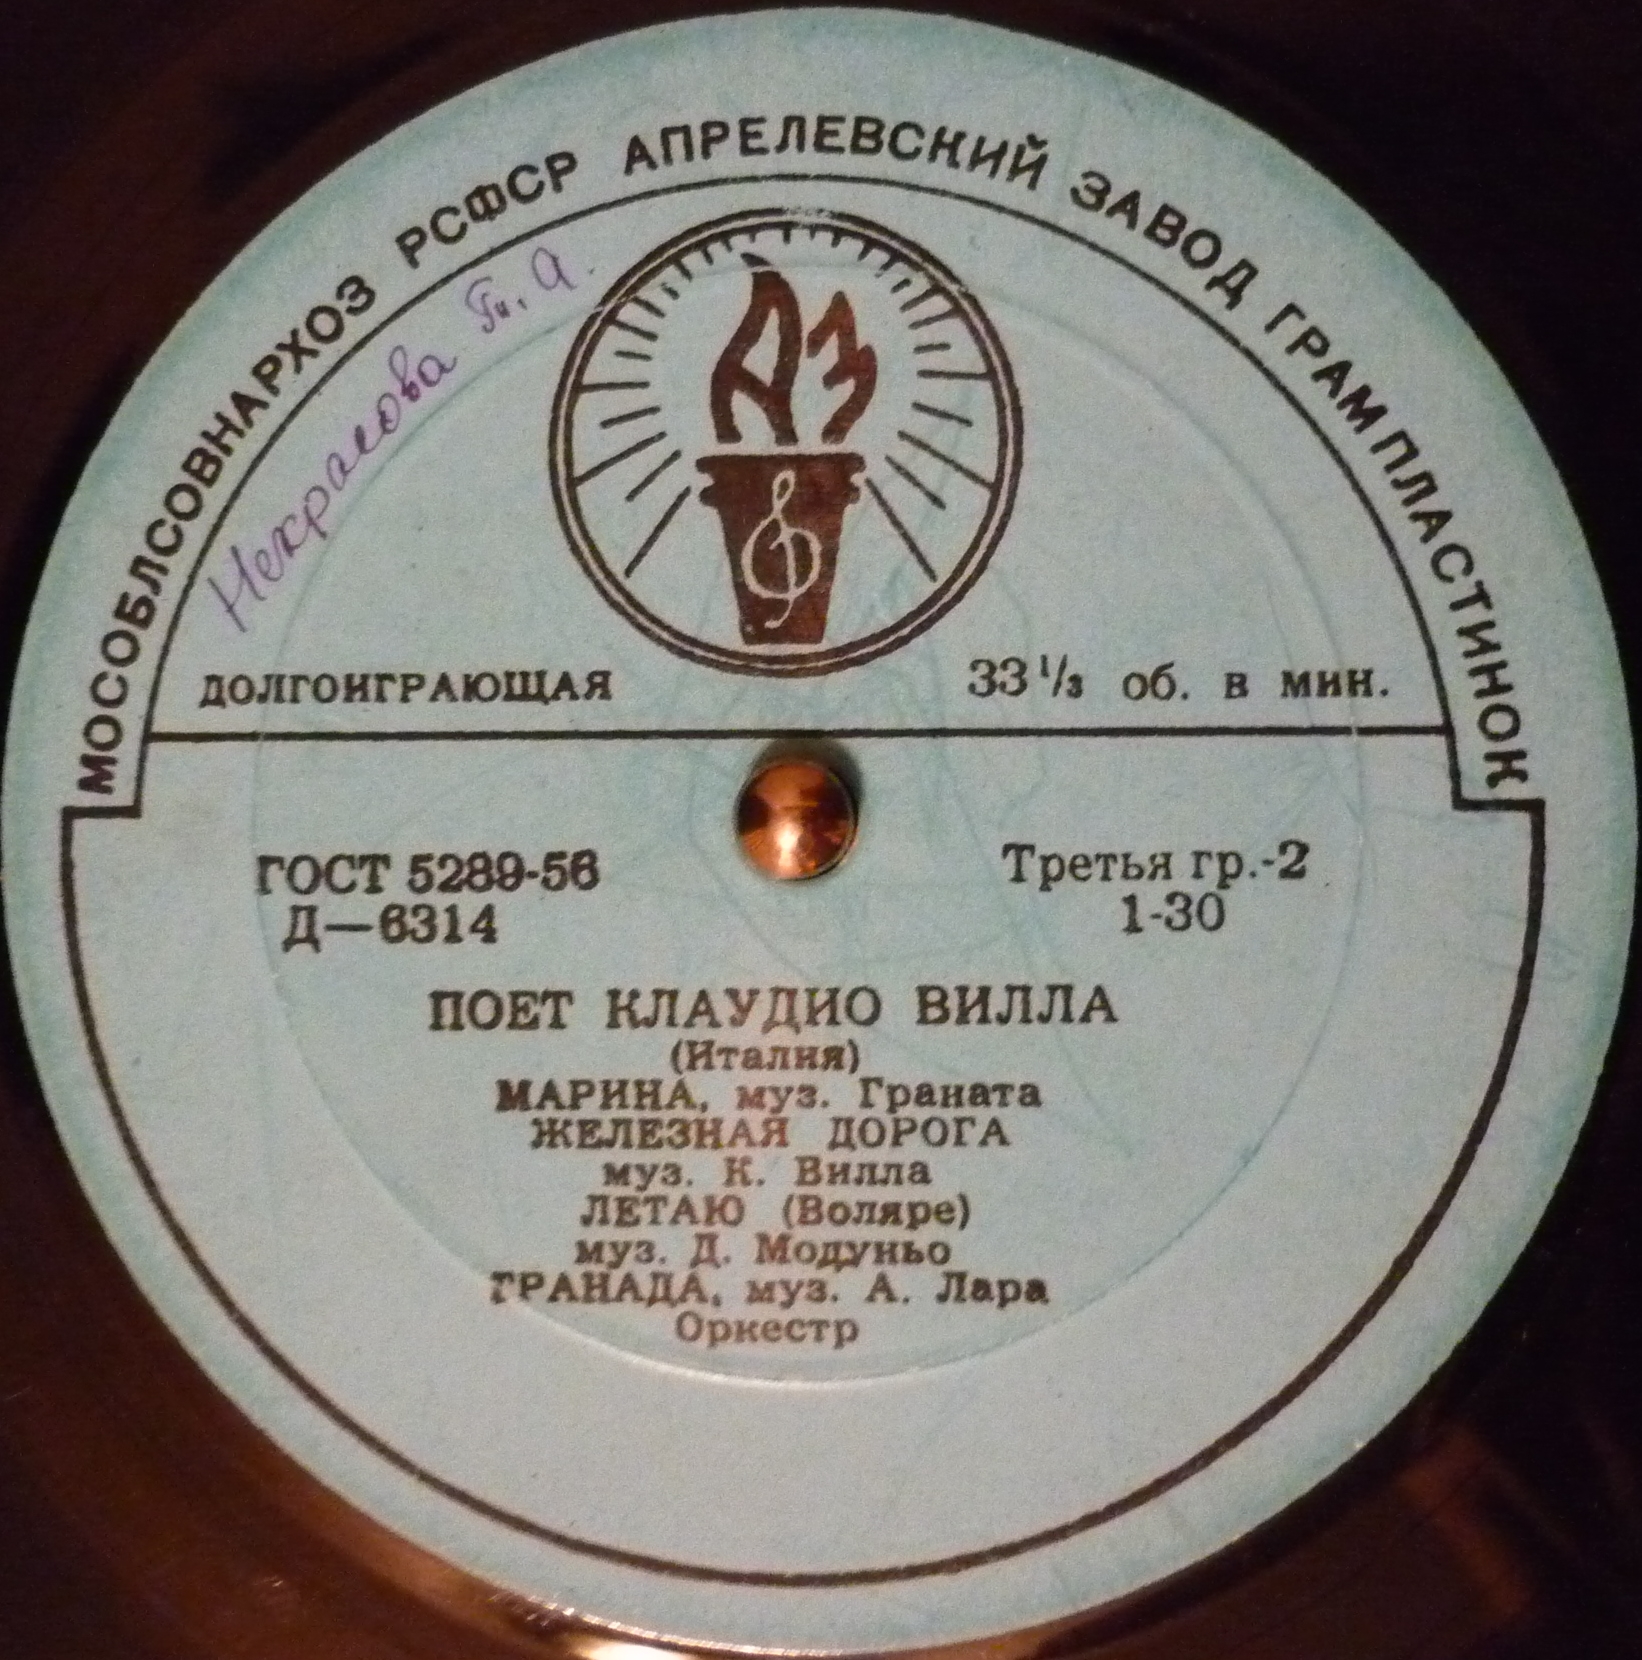 МОСОБЛСОВНАРХОЗ РСФСР АПРЕЛЕВСКИЙ ЗАВОД ГРАМПЛАСТИНОК
Некрасова Т. А.
АЗ
ДОЛГОИГРАЮЩАЯ 33 1/3 об. в мин.
ГОСТ 5289-56 Третья гр.-2
Д—6314 1-30
ПОЕТ КЛАУДИО ВИЛЛА
(Италия)
МАРИНА, муз. Граната
ЖЕЛЕЗНАЯ ДОРОГА
муз. К. Вилла
ЛЕТАЮ (Воляре)
муз. Д. Модуньо
ГРАНАДА, муз. А. Лара
Оркестр